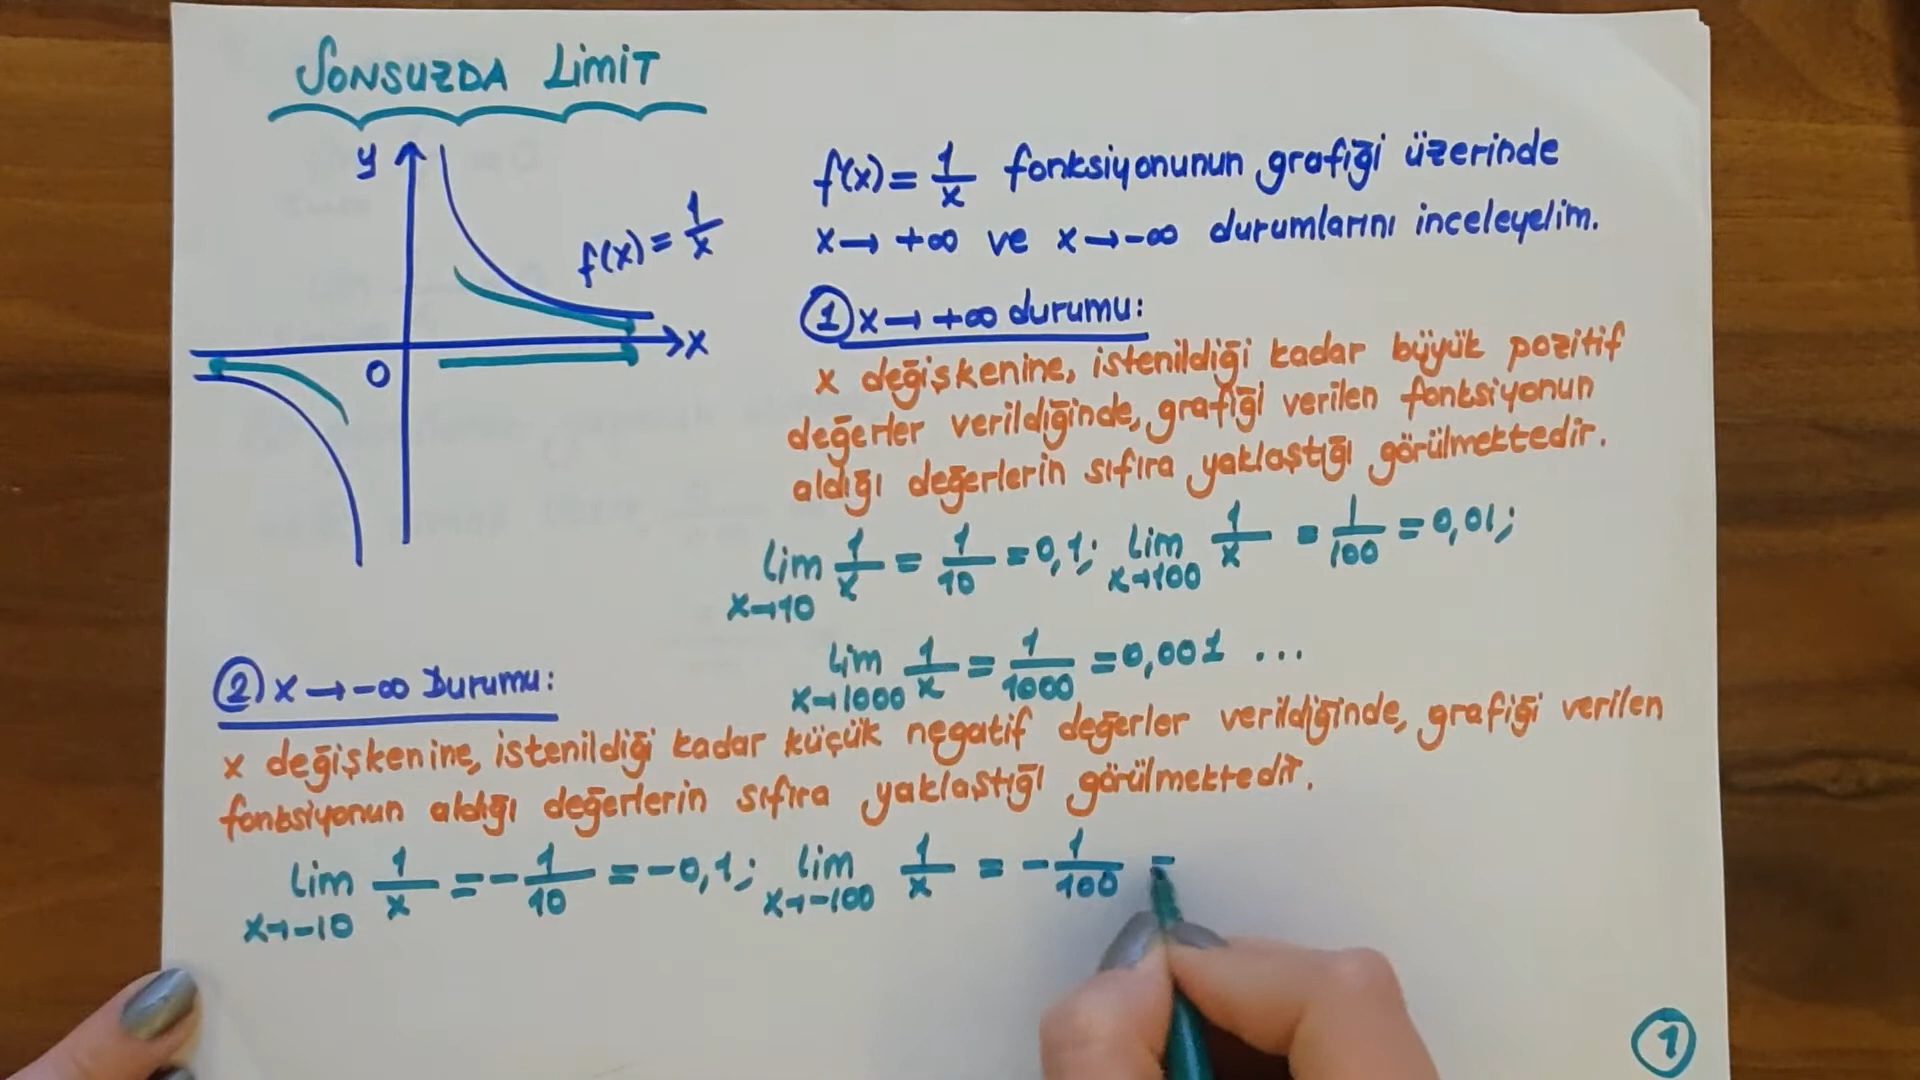 SONSUZDA LİMİT
y
f(x) = 1/x
x
0
f(x) = 1/x fonksiyonunun grafiği üzerinde
x→ +∞ ve x→-∞ durumlarını inceleyelim.
① x→ +∞ durumu:
x değişkenine, istenildiği kadar büyük pozitif
değerler verildiğinde, grafiği verilen fonksiyonun
aldığı değerlerin sıfıra yaklaştığı görülmektedir.
lim x→10 1/x = 1/10 = 0,1; lim x→100 1/x = 1/100 = 0,01;
lim x→1000 1/x = 1/1000 = 0,001 ...
② x→-∞ Durumu:
x değişkenine, istenildiği kadar küçük negatif değerler verildiğinde, grafiği verilen
fonksiyonun aldığı değerlerin sıfıra yaklaştığı görülmektedir.
lim x→-10 1/x = -1/10 = -0,1; lim x→-100 1/x = -1/100 =
1